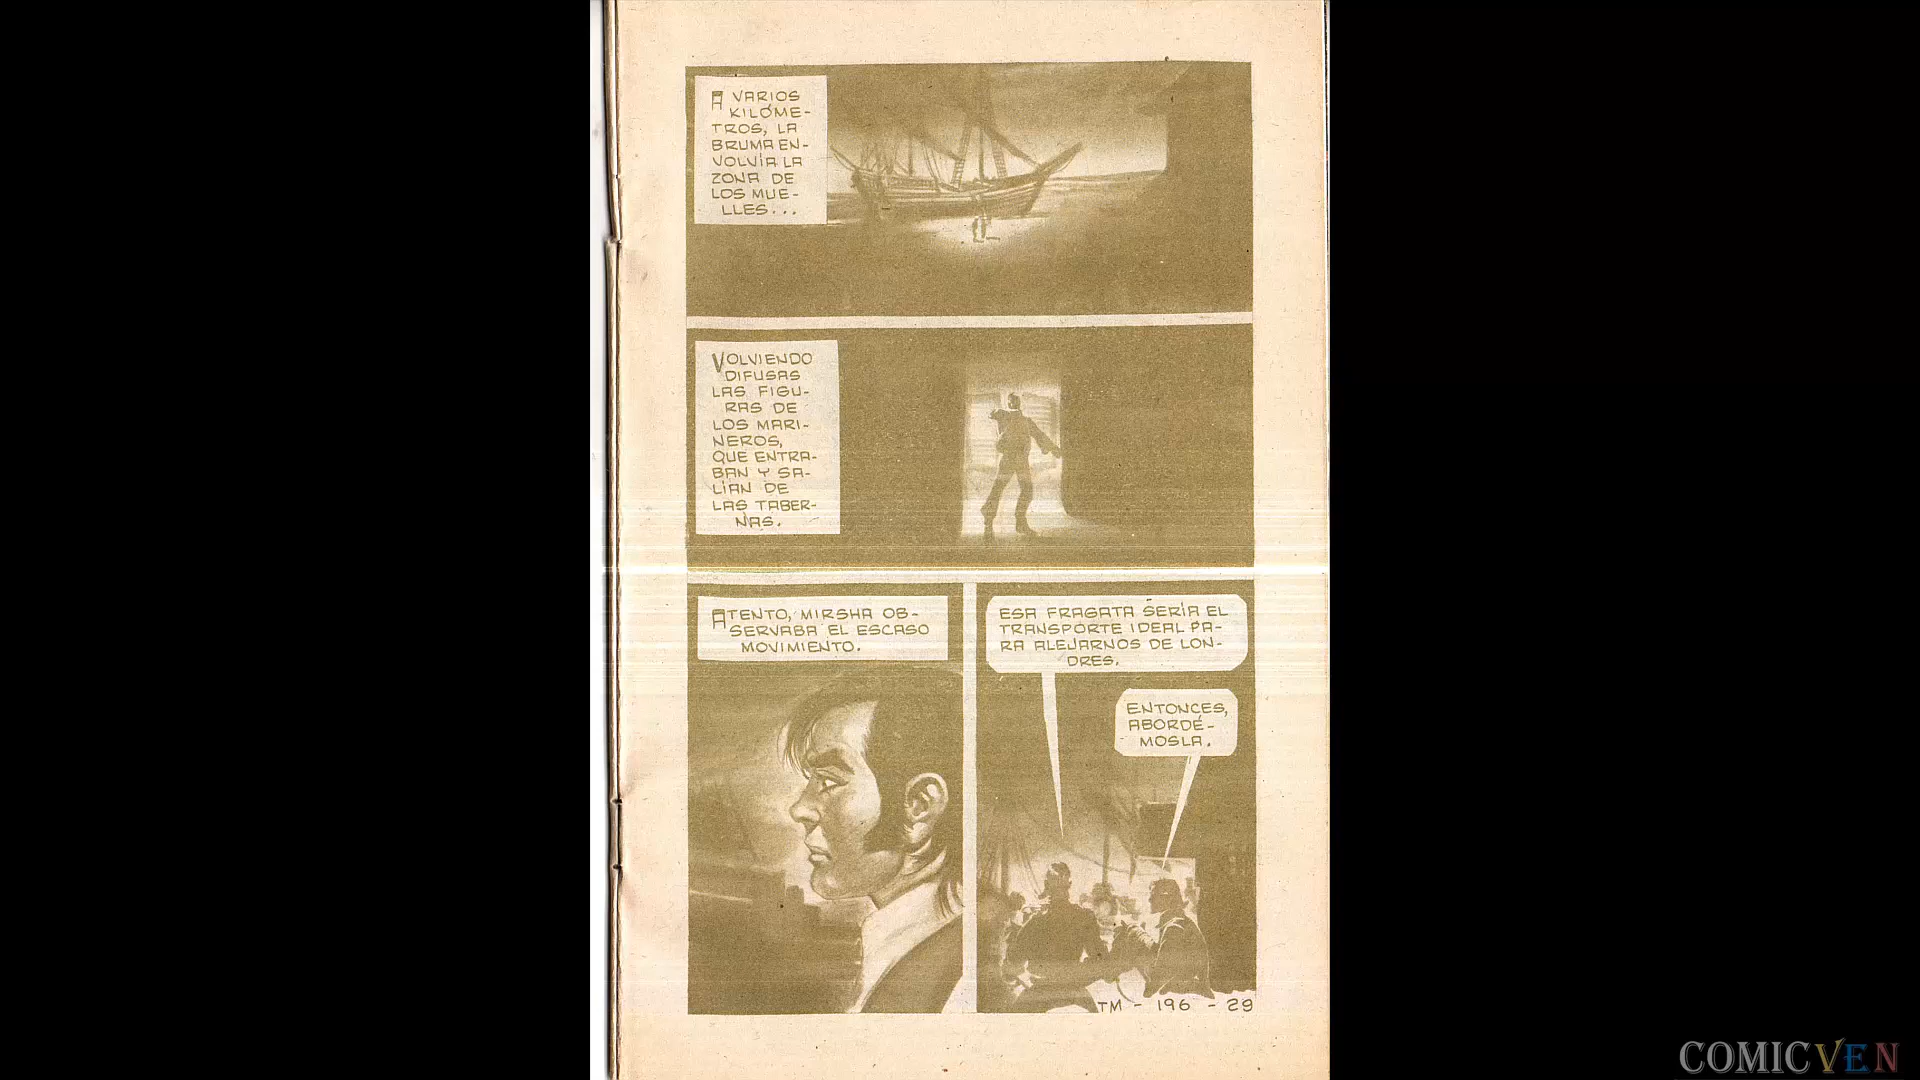 A VARIOS
KILÓME-
TROS, LA
BRUMA EN-
VOLVÍA LA
ZONA DE
LOS MUE-
LLES...
VOLVIENDO
DIFUSAS
LAS FIGU-
RAS DE
LOS MARI-
NEROS,
QUE ENTRA-
BAN Y SA-
LÍAN DE
LAS TABER-
NAS.
ATENTO, MIRSHA OB-
SERVABA EL ESCASO
MOVIMIENTO.
ESA FRAGATA SERÍA EL
TRANSPORTE IDEAL PA-
RA ALEJARNOS DE LON-
DRES.
ENTONCES,
ABORDÉ-
MOSLA.
TM - 196 - 29
COMICVEN